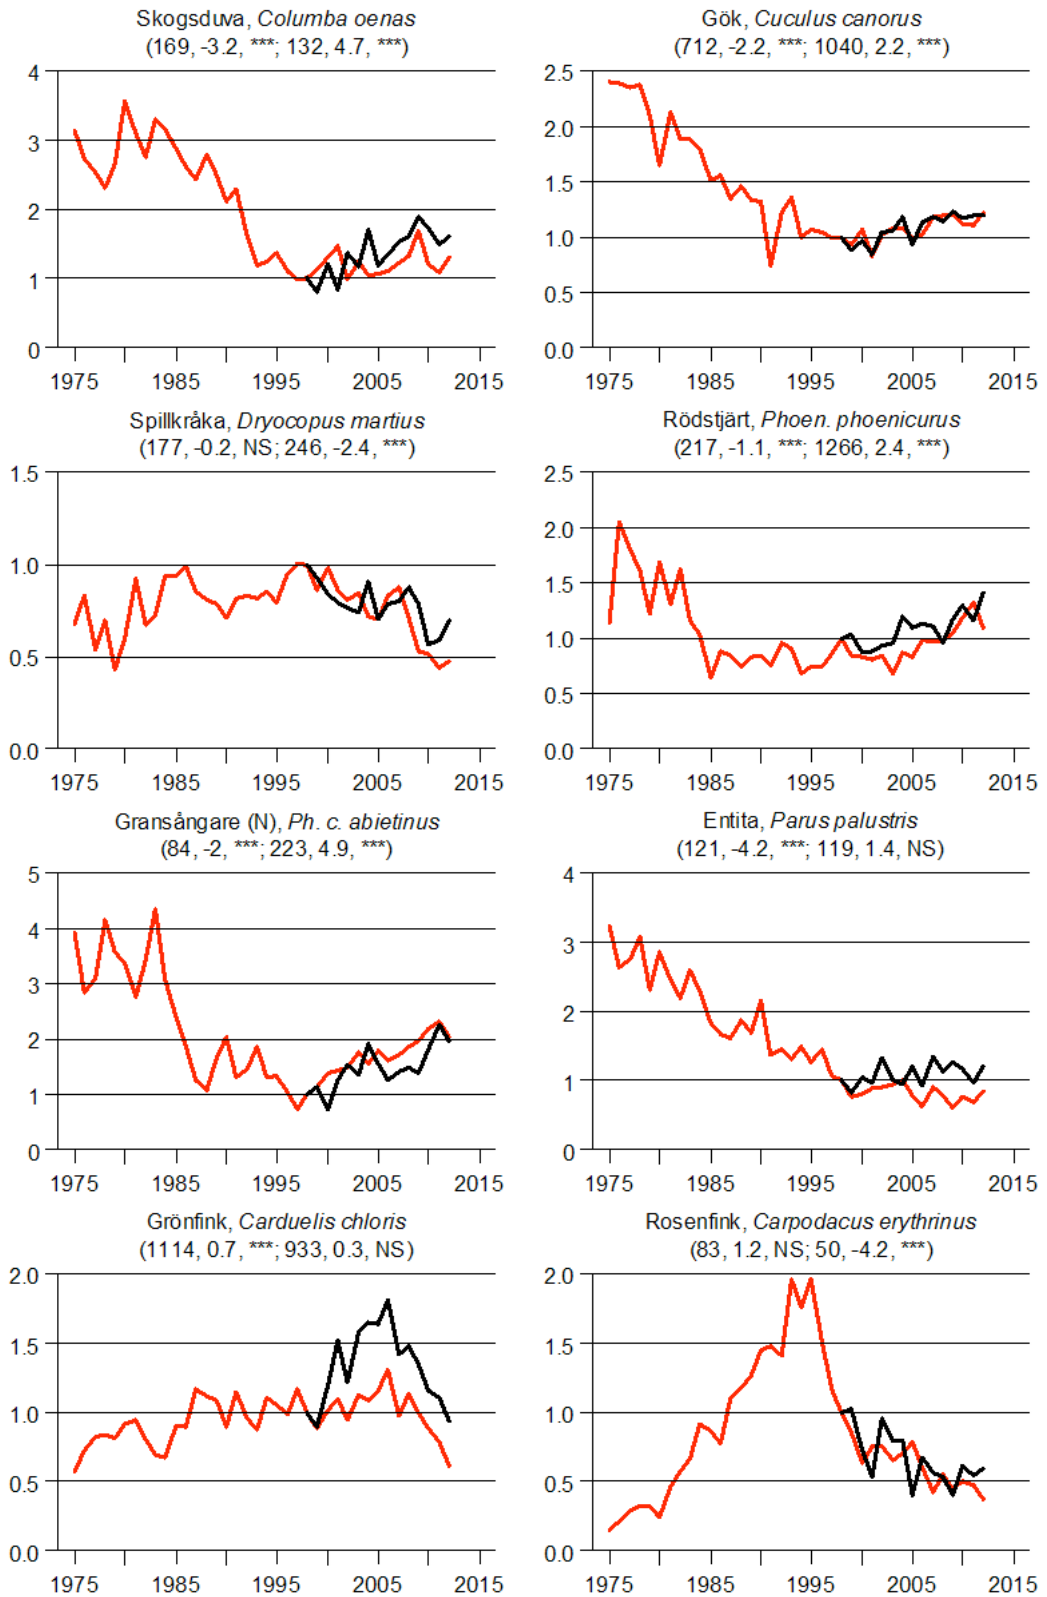 Skogsduva, Columba oenas
(169, -3.2, ***; 132, 4.7, ***)
4
3
2
1
0
1975 1985 1995 2005 2015
Gök, Cuculus canorus
(712, -2.2, ***; 1040, 2.2, ***)
2.5
2.0
1.5
1.0
0.5
0.0
1975 1985 1995 2005 2015
Spillkråka, Dryocopus martius
(177, -0.2, NS; 246, -2.4, ***)
1.5
1.0
0.5
0.0
1975 1985 1995 2005 2015
Rödstjärt, Phoen. phoenicurus
(217, -1.1, ***; 1266, 2.4, ***)
2.5
2.0
1.5
1.0
0.5
0.0
1975 1985 1995 2005 2015
Gransångare (N), Ph. c. abietinus
(84, -2, ***; 223, 4.9, ***)
5
4
3
2
1
0
1975 1985 1995 2005 2015
Entita, Parus palustris
(121, -4.2, ***; 119, 1.4, NS)
4
3
2
1
0
1975 1985 1995 2005 2015
Grönfink, Carduelis chloris
(1114, 0.7, ***; 933, 0.3, NS)
2.0
1.5
1.0
0.5
0.0
1975 1985 1995 2005 2015
Rosenfink, Carpodacus erythrinus
(83, 1.2, NS; 50, -4.2, ***)
2.0
1.5
1.0
0.5
0.0
1975 1985 1995 2005 2015